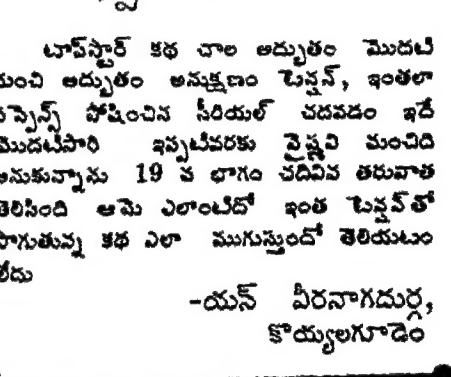 టాప్‌స్టార్ కథ చాల అద్భుతం మొదటి
నుంచి అద్భుతం అనుక్షణం టెన్షన్, ఇంతలా
సస్పెన్స్ పోషించిన సీరియల్ చదవడం ఇదే
మొదటిసారి ఇప్పటివరకు వైష్ణవి మంచిది
అనుకున్నాను 19 వ భాగం చదివిన తరువాత
తెలిసింది ఆమె ఎలాంటిదో ఇంత టెన్షన్‌తో
సాగుతున్న కథ ఎలా ముగుస్తుందో తెలియటం
లేదు
-యన్ వీరనాగదుర్గ,
కొయ్యలగూడెం